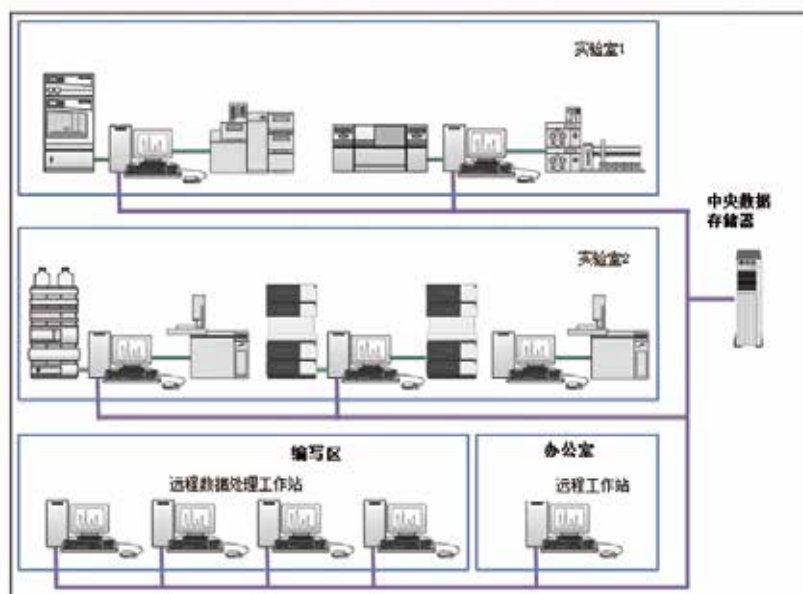 实验室1
中央数据
存储器
实验室2
编写区
办公室
远程数据处理工作站
远程工作站